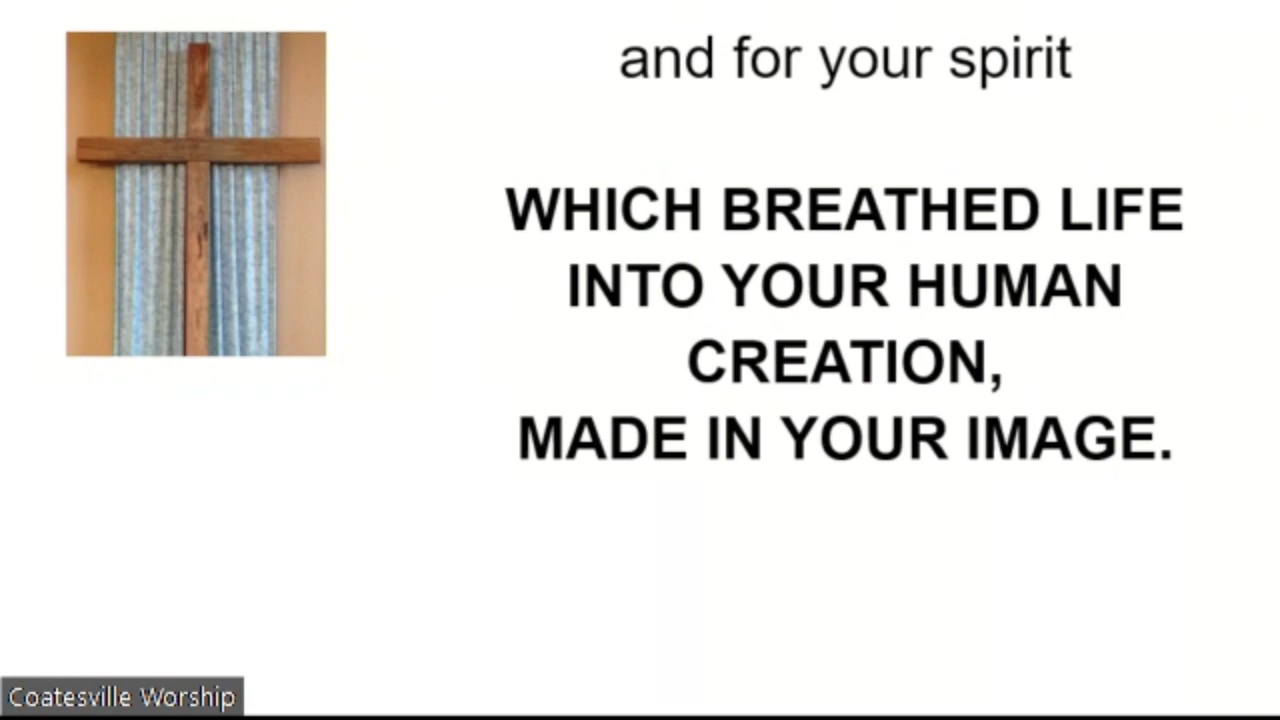 and for your spirit
WHICH BREATHED LIFE
INTO YOUR HUMAN
CREATION,
MADE IN YOUR IMAGE.
Coatesville Worship